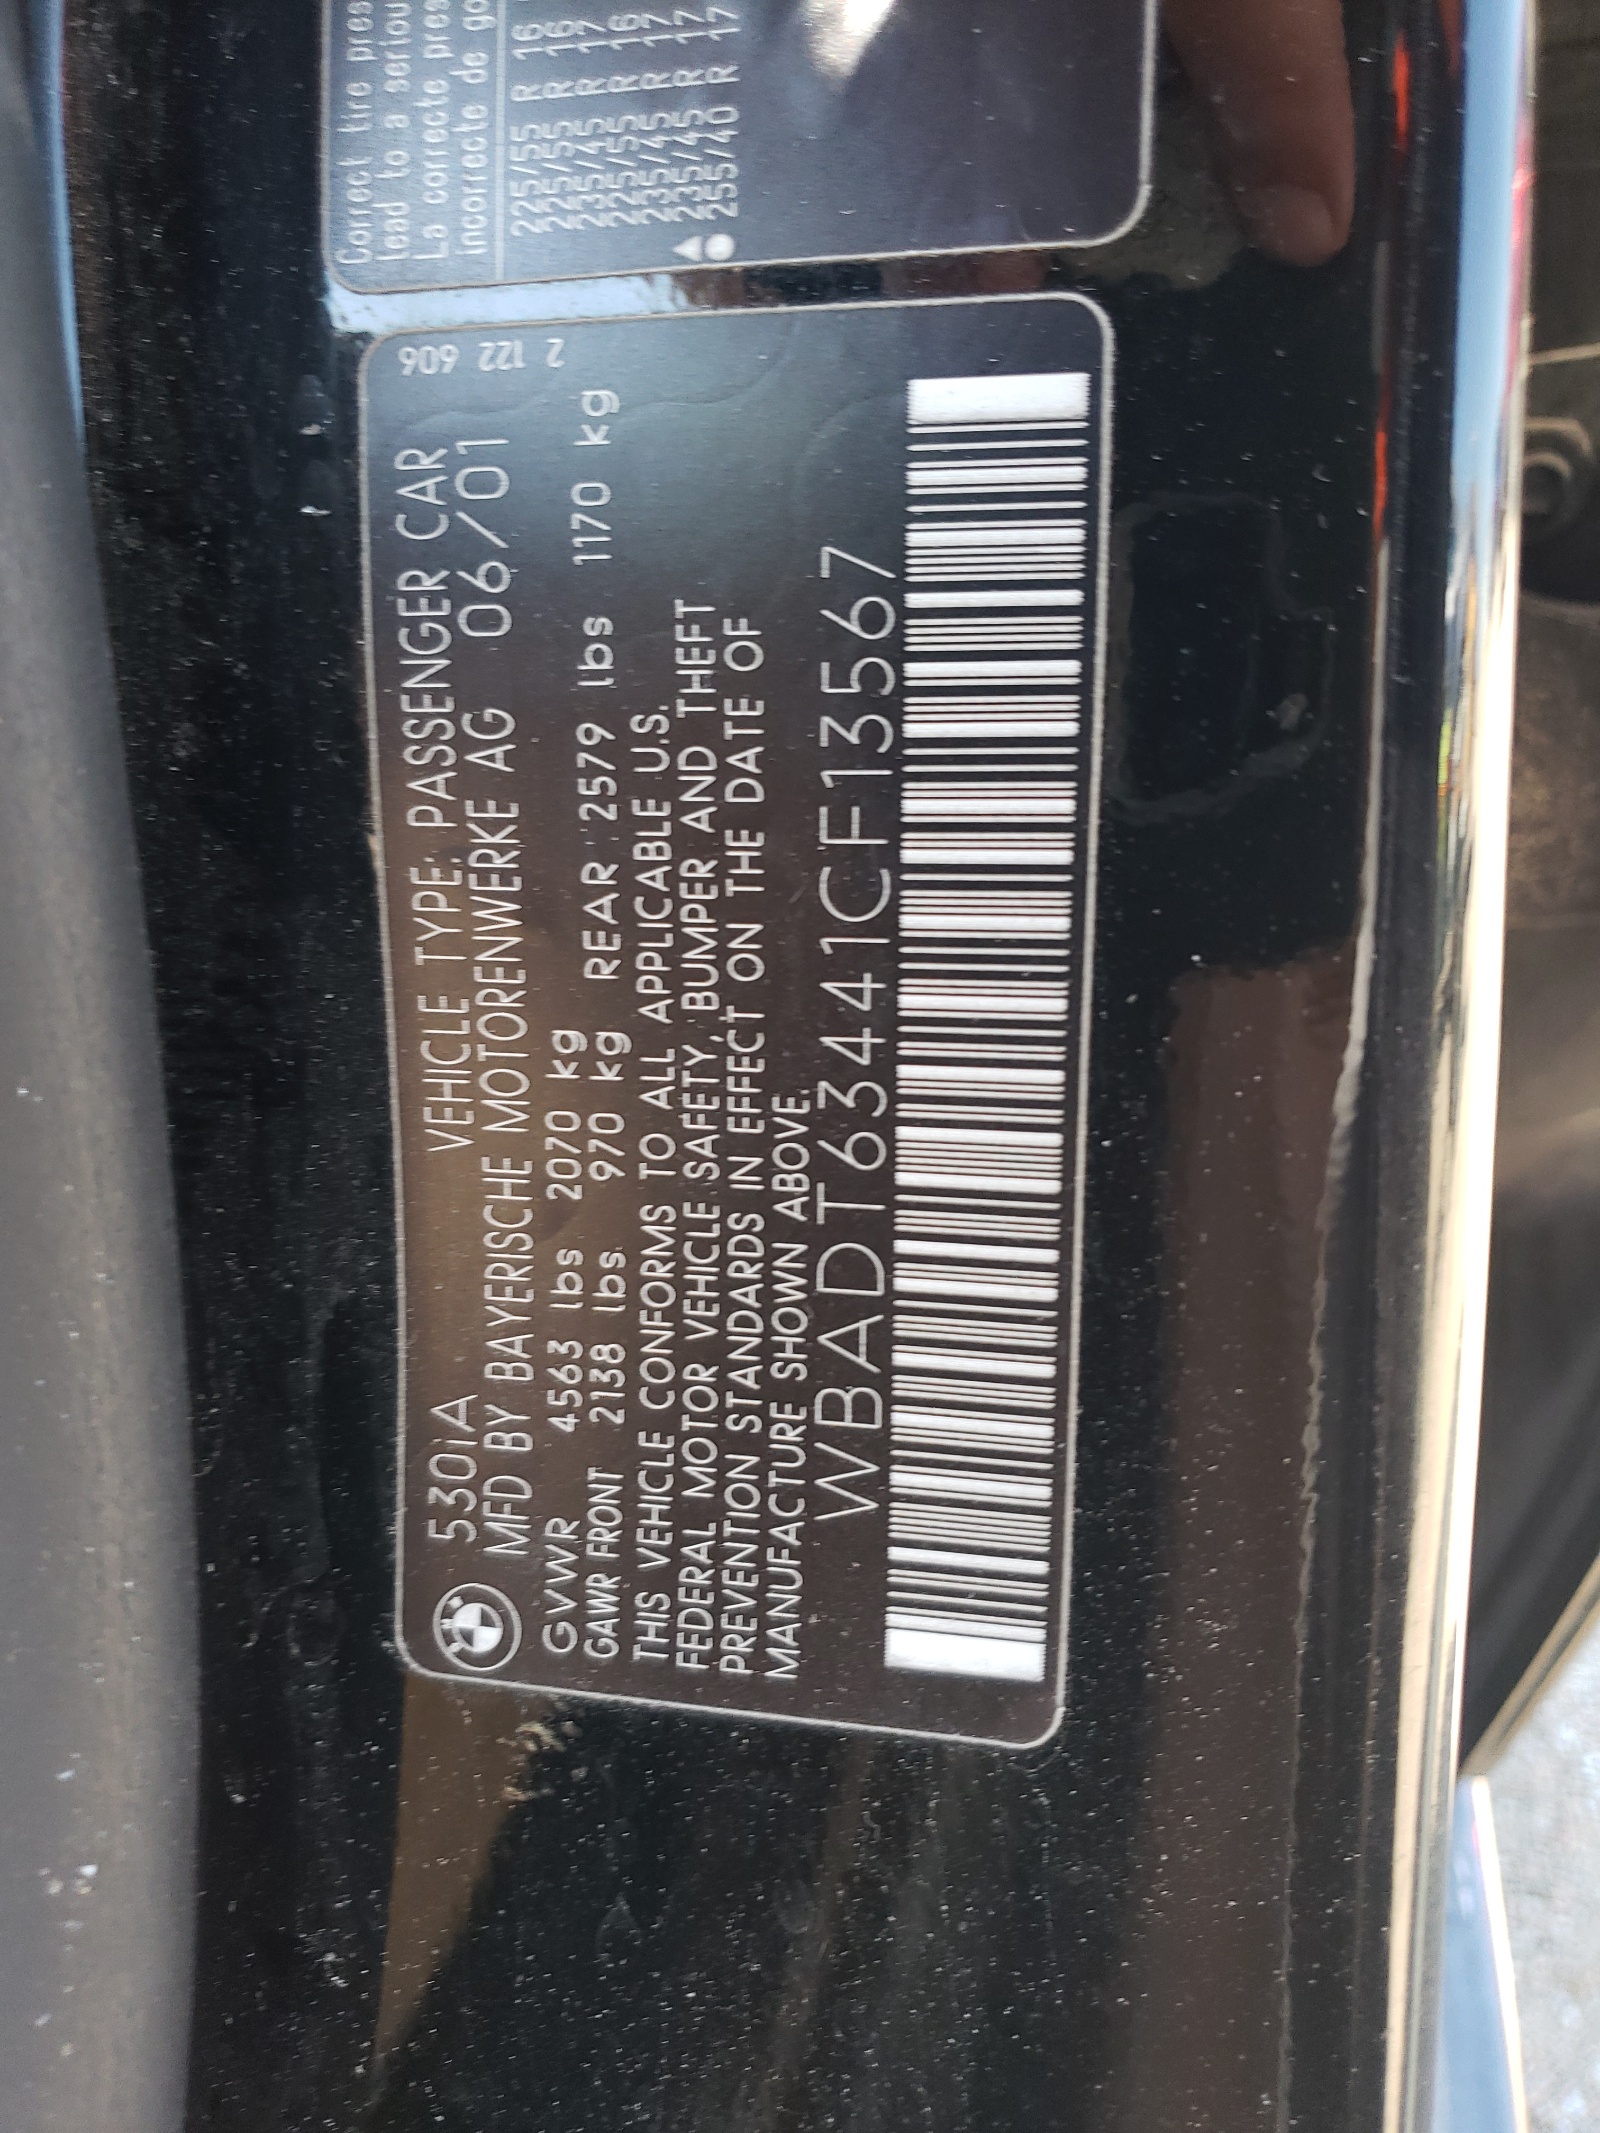 530iA VEHICLE TYPE: PASSENGER CAR
MFD BY BAYERISCHE MOTORENWERKE AG 06/01
GVWR 4563 lbs 2070 kg
GAWR FRONT 2138 lbs. 970 kg REAR 2579 lbs 1170 kg
THIS VEHICLE CONFORMS TO ALL APPLICABLE U.S.
FEDERAL MOTOR VEHICLE SAFETY, BUMPER AND THEFT
PREVENTION STANDARDS IN EFFECT ON THE DATE OF
MANUFACTURE SHOWN ABOVE.
WBADT63441CF13567
2 122 606
Correct tire pres
lead to a seriou
La correcte pres
incorrecte de go
225/55 R 16
225/55 R 16
235/45 R 17
225/55 R 16
235/45 R 17
235/45 R 17
255/40 R 17